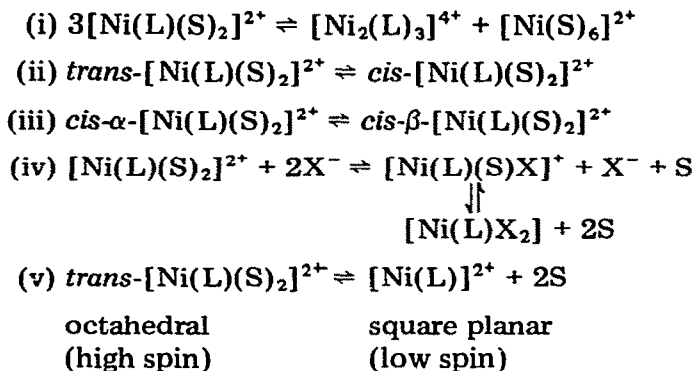 (i) 3[Ni(L)(S)₂]²⁺ ⇌ [Ni₂(L)₃]⁴⁺ + [Ni(S)₆]²⁺
(ii) trans-[Ni(L)(S)₂]²⁺ ⇌ cis-[Ni(L)(S)₂]²⁺
(iii) cis-α-[Ni(L)(S)₂]²⁺ ⇌ cis-β-[Ni(L)(S)₂]²⁺
(iv) [Ni(L)(S)₂]²⁺ + 2X⁻ ⇌ [Ni(L)(S)X]⁺ + X⁻ + S
⥮
[Ni(L)X₂] + 2S
(v) trans-[Ni(L)(S)₂]²⁺ ⇌ [Ni(L)]²⁺ + 2S
octahedral square planar
(high spin) (low spin)